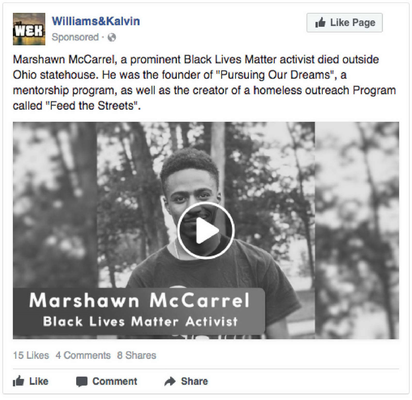 W&K
Williams&Kalvin
Sponsored ·
Like Page
Marshawn McCarrel, a prominent Black Lives Matter activist died outside
Ohio statehouse. He was the founder of "Pursuing Our Dreams", a
mentorship program, as well as the creator of a homeless outreach Program
called "Feed the Streets".
Marshawn McCarrel
Black Lives Matter Activist
15 Likes 4 Comments 8 Shares
Like Comment Share